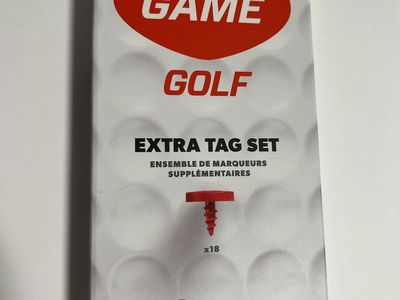 GAME
GOLF
EXTRA TAG SET
ENSEMBLE DE MARQUEURS
SUPPLÉMENTAIRES
x18